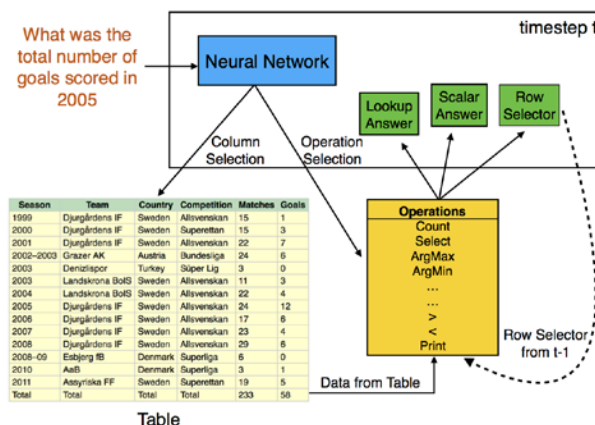 What was the
total number of
goals scored in
2005
timestep t
Neural Network
Lookup
Answer
Scalar
Answer
Row
Selector
Column
Selection
Operation
Selection
Season Team Country Competition Matches Goals
1999 Djurgårdens IF Sweden Allsvenskan 15 1
2000 Djurgårdens IF Sweden Superettan 15 3
2001 Djurgårdens IF Sweden Allsvenskan 22 7
2002–2003 Grazer AK Austria Bundesliga 24 6
2003 Denizlispor Turkey Süper Lig 3 0
2003 Landskrona BoIS Sweden Allsvenskan 11 3
2004 Landskrona BoIS Sweden Allsvenskan 22 4
2005 Djurgårdens IF Sweden Allsvenskan 24 12
2006 Djurgårdens IF Sweden Allsvenskan 17 6
2007 Djurgårdens IF Sweden Allsvenskan 23 4
2008 Djurgårdens IF Sweden Allsvenskan 29 6
2008–09 Esbjerg fB Denmark Superliga 6 0
2010 AaB Denmark Superliga 3 1
2011 Assyriska FF Sweden Superettan 19 5
Total Total Total Total 233 58
Table
Operations
Count
Select
ArgMax
ArgMin
...
...
>
<
Print
Row Selector
from t-1
Data from Table